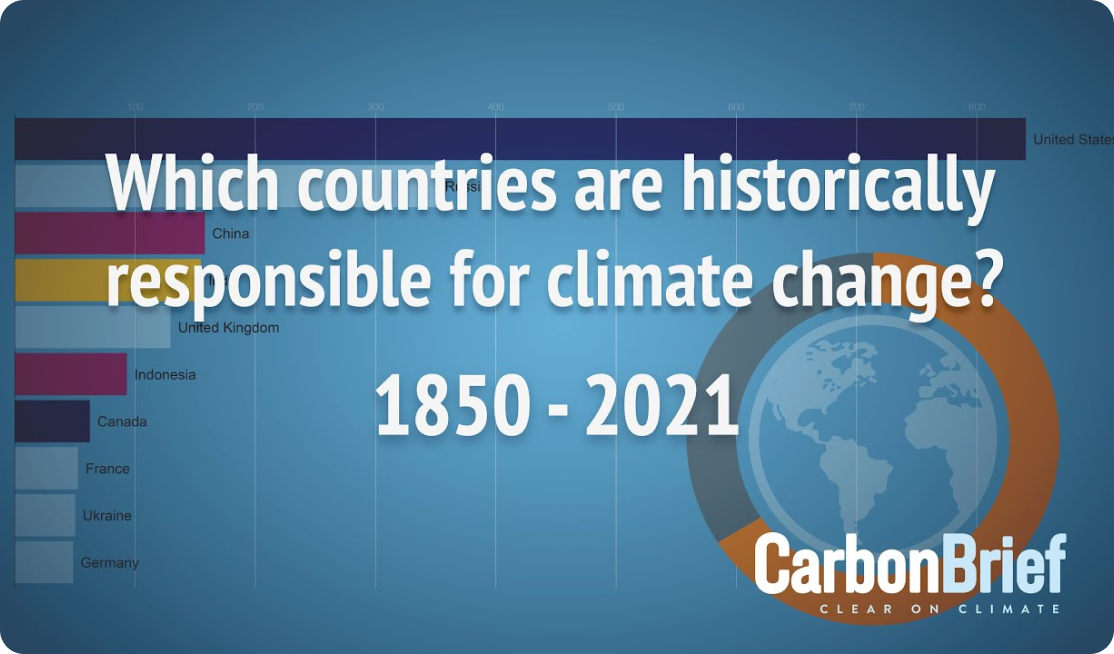 100 200 300 400 500 600 700 800
United States
Which countries are historically
China
responsible for climate change?
United Kingdom
Indonesia
1850 - 2021
Canada
France
Ukraine
Germany
CarbonBrief
CLEAR ON CLIMATE